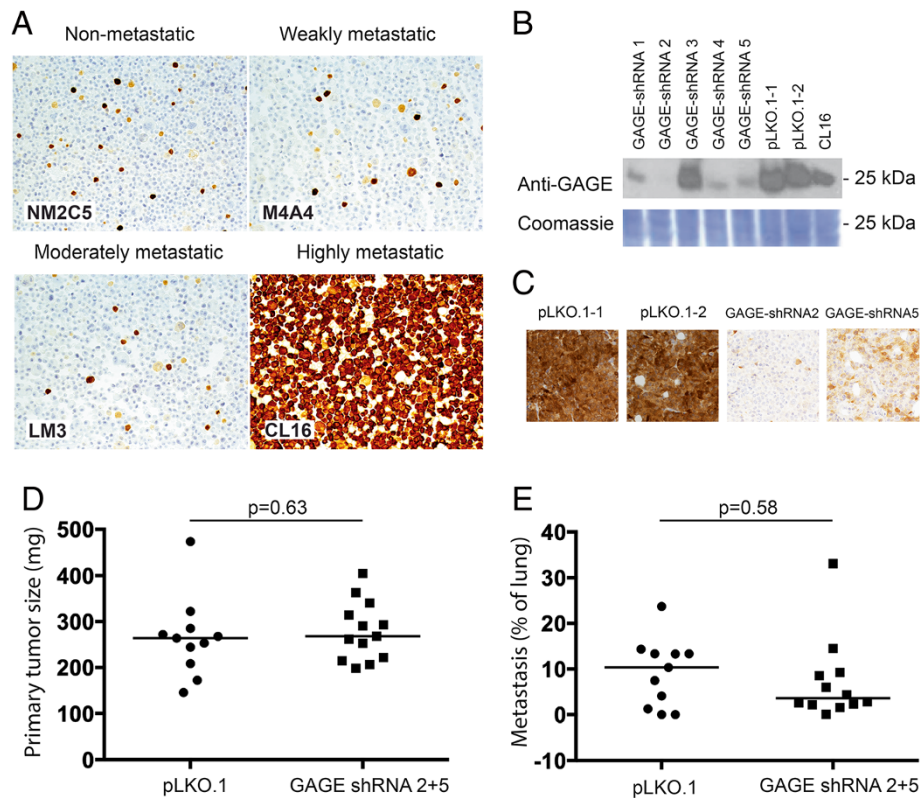 A
Non-metastatic
Weakly metastatic
NM2C5
M4A4
Moderately metastatic
Highly metastatic
LM3
CL16
B
GAGE-shRNA 1
GAGE-shRNA 2
GAGE-shRNA 3
GAGE-shRNA 4
GAGE-shRNA 5
pLKO.1-1
pLKO.1-2
CL16
Anti-GAGE
- 25 kDa
Coomassie
- 25 kDa
C
pLKO.1-1
pLKO.1-2
GAGE-shRNA2
GAGE-shRNA5
D
p=0.63
Primary tumor size (mg)
500
400
300
200
100
0
pLKO.1
GAGE shRNA 2+5
E
p=0.58
Metastasis (% of lung)
40
30
20
10
0
-10
pLKO.1
GAGE shRNA 2+5